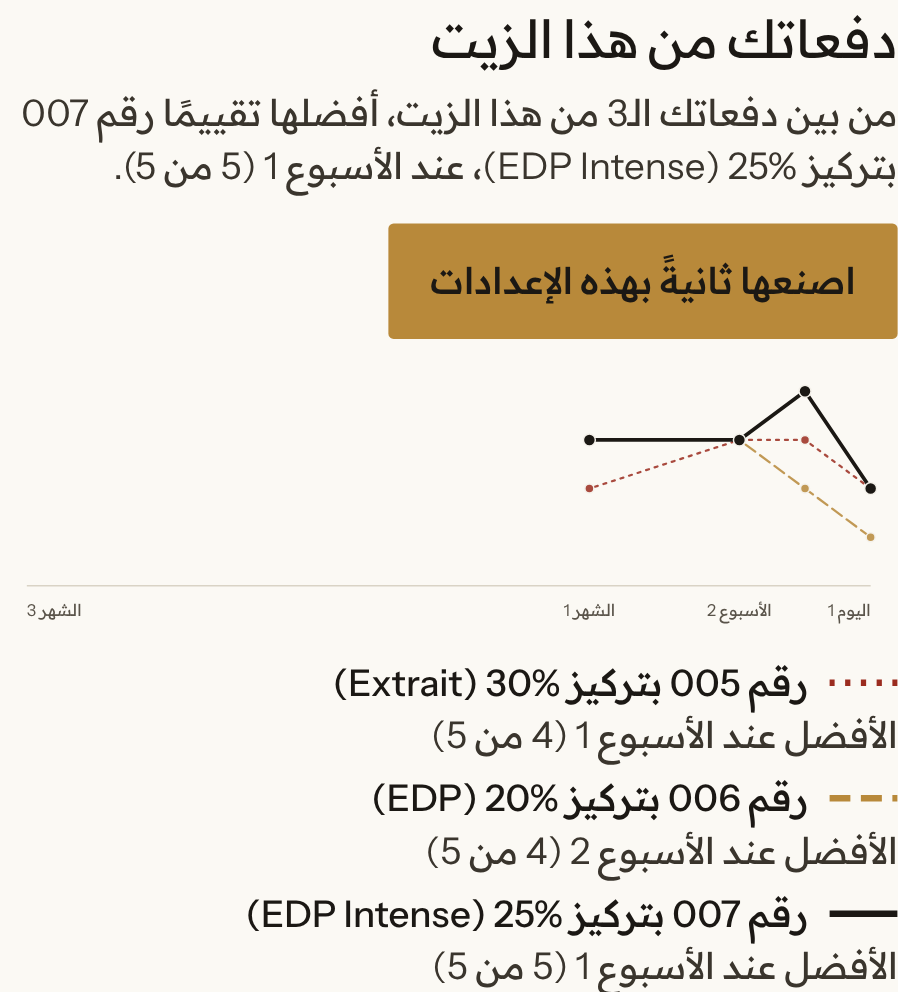 دفعاتك من هذا الزيت
من بين دفعاتك الـ3 من هذا الزيت، أفضلها تقييمًا رقم 007
بتركيز 25% (EDP Intense)، عند الأسبوع 1 (5 من 5).
اصنعها ثانيةً بهذه الإعدادات
اليوم 1
الأسبوع 2
الشهر 1
الشهر 3
رقم 005 بتركيز 30% (Extrait)
الأفضل عند الأسبوع 1 (4 من 5)
رقم 006 بتركيز 20% (EDP)
الأفضل عند الأسبوع 2 (4 من 5)
رقم 007 بتركيز 25% (EDP Intense)
الأفضل عند الأسبوع 1 (5 من 5)